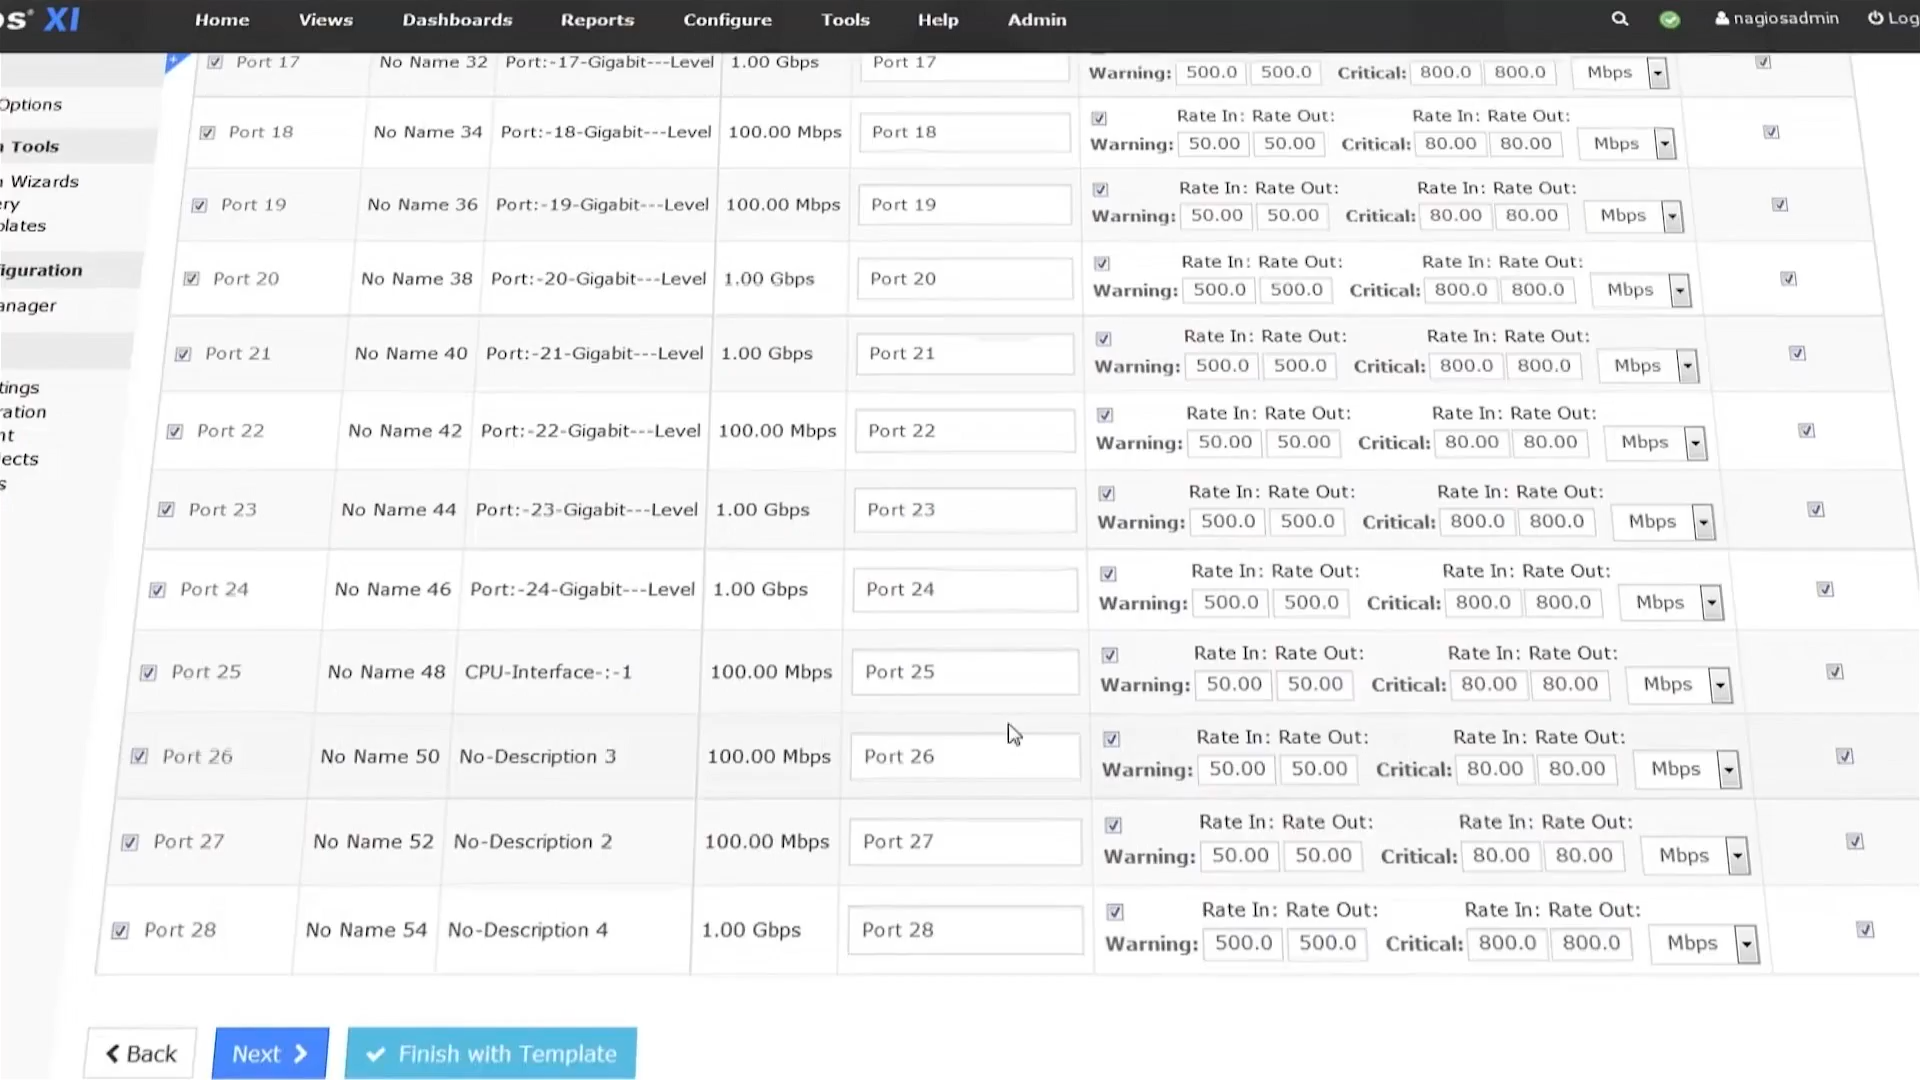 os XI Home Views Dashboards Reports Configure Tools Help Admin nagiosadmin Log
Options
Tools
Wizards
ery
plates
figuration
anager
tings
ration
nt
jects
s
Port 17 No Name 32 Port:-17-Gigabit---Level 1.00 Gbps Port 17 Warning: 500.0 500.0 Critical: 800.0 800.0 Mbps
Rate In: Rate Out: Rate In: Rate Out:
Port 18 No Name 34 Port:-18-Gigabit---Level 100.00 Mbps Port 18 Warning: 50.00 50.00 Critical: 80.00 80.00 Mbps
Rate In: Rate Out: Rate In: Rate Out:
Port 19 No Name 36 Port:-19-Gigabit---Level 100.00 Mbps Port 19 Warning: 50.00 50.00 Critical: 80.00 80.00 Mbps
Rate In: Rate Out: Rate In: Rate Out:
Port 20 No Name 38 Port:-20-Gigabit---Level 1.00 Gbps Port 20 Warning: 500.0 500.0 Critical: 800.0 800.0 Mbps
Rate In: Rate Out: Rate In: Rate Out:
Port 21 No Name 40 Port:-21-Gigabit---Level 1.00 Gbps Port 21 Warning: 500.0 500.0 Critical: 800.0 800.0 Mbps
Rate In: Rate Out: Rate In: Rate Out:
Port 22 No Name 42 Port:-22-Gigabit---Level 100.00 Mbps Port 22 Warning: 50.00 50.00 Critical: 80.00 80.00 Mbps
Rate In: Rate Out: Rate In: Rate Out:
Port 23 No Name 44 Port:-23-Gigabit---Level 1.00 Gbps Port 23 Warning: 500.0 500.0 Critical: 800.0 800.0 Mbps
Rate In: Rate Out: Rate In: Rate Out:
Port 24 No Name 46 Port:-24-Gigabit---Level 1.00 Gbps Port 24 Warning: 500.0 500.0 Critical: 800.0 800.0 Mbps
Rate In: Rate Out: Rate In: Rate Out:
Port 25 No Name 48 CPU-Interface-:-1 100.00 Mbps Port 25 Warning: 50.00 50.00 Critical: 80.00 80.00 Mbps
Rate In: Rate Out: Rate In: Rate Out:
Port 26 No Name 50 No-Description 3 100.00 Mbps Port 26 Warning: 50.00 50.00 Critical: 80.00 80.00 Mbps
Rate In: Rate Out: Rate In: Rate Out:
Port 27 No Name 52 No-Description 2 100.00 Mbps Port 27 Warning: 50.00 50.00 Critical: 80.00 80.00 Mbps
Rate In: Rate Out: Rate In: Rate Out:
Port 28 No Name 54 No-Description 4 1.00 Gbps Port 28 Warning: 500.0 500.0 Critical: 800.0 800.0 Mbps
Back Next Finish with Template